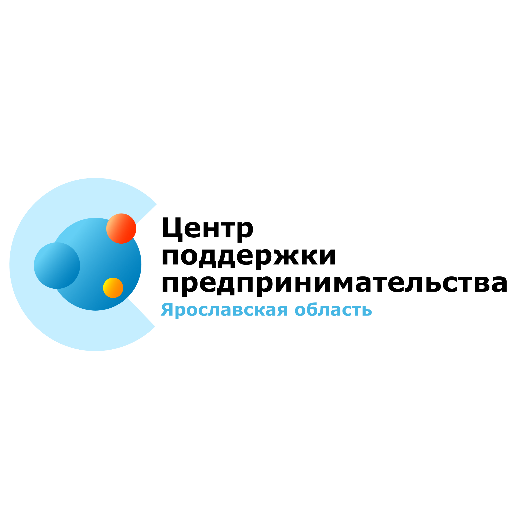 Центр
поддержки
предпринимательства
Ярославская область